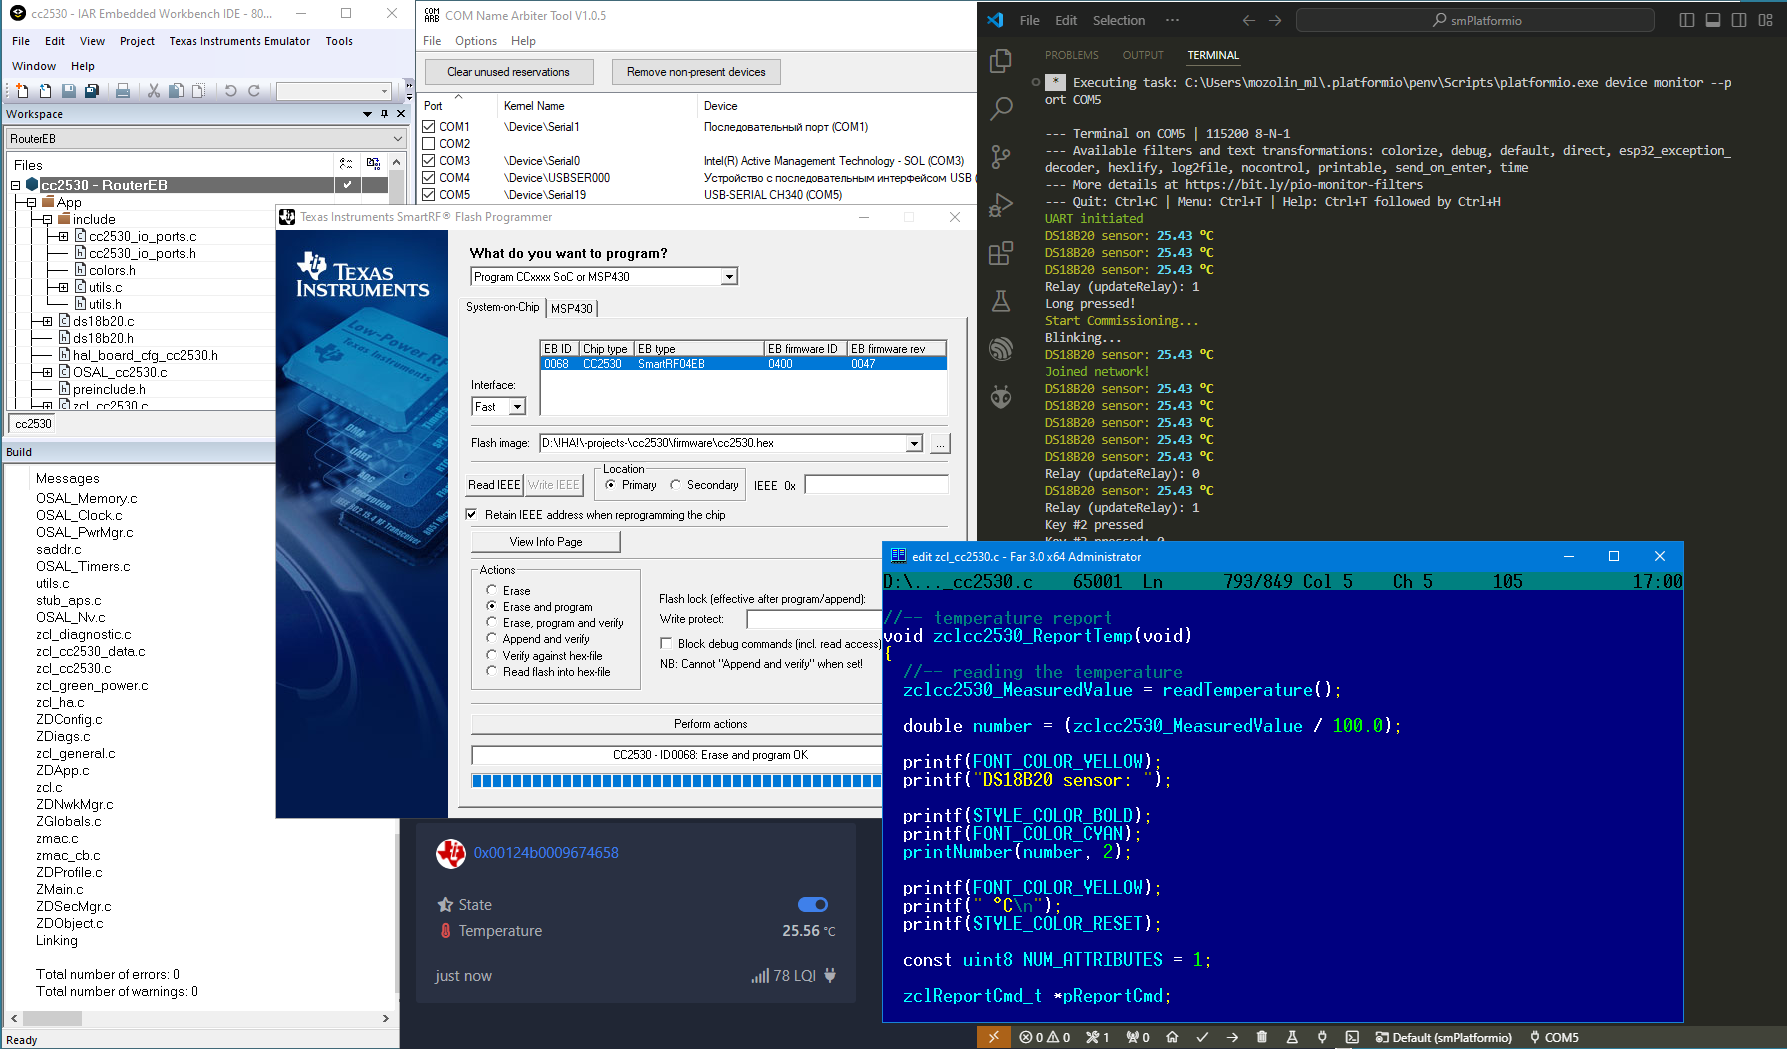 cc2530 - IAR Embedded Workbench IDE - 80...
File Edit View Project Texas Instruments Emulator Tools
Window Help
Workspace
RouterEB
Files
cc2530 - RouterEB
App
include
cc2530_io_ports.c
cc2530_io_ports.h
colors.h
utils.c
utils.h
ds18b20.c
ds18b20.h
hal_board_cfg_cc2530.h
OSAL_cc2530.c
preinclude.h
zcl_cc2530.c
cc2530
Build
Messages
OSAL_Memory.c
OSAL_Clock.c
OSAL_PwrMgr.c
saddr.c
OSAL_Timers.c
utils.c
stub_aps.c
OSAL_Nv.c
zcl_diagnostic.c
zcl_cc2530_data.c
zcl_cc2530.c
zcl_green_power.c
zcl_ha.c
ZDConfig.c
ZDiags.c
zcl_general.c
ZDApp.c
zcl.c
ZDNwkMgr.c
ZGlobals.c
zmac.c
zmac_cb.c
ZDProfile.c
ZMain.c
ZDSecMgr.c
ZDObject.c
Linking
Total number of errors: 0
Total number of warnings: 0
Ready
COM ARB COM Name Arbiter Tool V1.0.5
File Options Help
Clear unused reservations Remove non-present devices
Port Kernel Name Device
COM1 \Device\Serial1 Последовательный порт (COM1)
COM2
COM3 \Device\Serial0 Intel(R) Active Management Technology - SOL (COM3)
COM4 \Device\USBSER000 Устройство с последовательным интерфейсом USB (
COM5 \Device\Serial19 USB-SERIAL CH340 (COM5)
Texas Instruments SmartRF® Flash Programmer
TEXAS INSTRUMENTS
Low-Power RF
Texas Instruments
What do you want to program?
Program CCxxxx SoC or MSP430
System-on-Chip MSP430
EB ID Chip type EB type EB firmware ID EB firmware rev
0068 CC2530 SmartRF04EB 0400 0047
Interface:
Fast
Flash image: D:\!HA!\-projects-\cc2530\firmware\cc2530.hex ...
Read IEEE Write IEEE Location Primary Secondary IEEE 0x
Retain IEEE address when reprogramming the chip
View Info Page
Actions
Erase
Erase and program
Erase, program and verify
Append and verify
Verify against hex-file
Read flash into hex-file
Flash lock (effective after program/append):
Write protect:
Block debug commands (incl. read access)
NB: Cannot "Append and verify" when set!
Perform actions
CC2530 - ID0068: Erase and program OK
0x00124b0009674658
State
Temperature 25.56 °C
just now 78 LQI
File Edit Selection ··· smPlatformio
PROBLEMS OUTPUT TERMINAL
* Executing task: C:\Users\mozolin_ml\.platformio\penv\Scripts\platformio.exe device monitor --p
ort COM5
--- Terminal on COM5 | 115200 8-N-1
--- Available filters and text transformations: colorize, debug, default, direct, esp32_exception_
decoder, hexlify, log2file, nocontrol, printable, send_on_enter, time
--- More details at https://bit.ly/pio-monitor-filters
--- Quit: Ctrl+C | Menu: Ctrl+T | Help: Ctrl+T followed by Ctrl+H
UART initiated
DS18B20 sensor: 25.43 °C
DS18B20 sensor: 25.43 °C
DS18B20 sensor: 25.43 °C
Relay (updateRelay): 1
Long pressed!
Start Commissioning...
Blinking...
DS18B20 sensor: 25.43 °C
Joined network!
DS18B20 sensor: 25.43 °C
DS18B20 sensor: 25.43 °C
DS18B20 sensor: 25.43 °C
DS18B20 sensor: 25.43 °C
DS18B20 sensor: 25.43 °C
Relay (updateRelay): 0
DS18B20 sensor: 25.43 °C
Relay (updateRelay): 1
Key #2 pressed
edit zcl_cc2530.c - Far 3.0 x64 Administrator
D:\..._cc2530.c 65001 Ln 793/849 Col 5 Ch 5 105 17:00
//-- temperature report
void zclcc2530_ReportTemp(void)
{
//-- reading the temperature
zclcc2530_MeasuredValue = readTemperature();
double number = (zclcc2530_MeasuredValue / 100.0);
printf(FONT_COLOR_YELLOW);
printf("DS18B20 sensor: ");
printf(STYLE_COLOR_BOLD);
printf(FONT_COLOR_CYAN);
printNumber(number, 2);
printf(FONT_COLOR_YELLOW);
printf(" °C\n");
printf(STYLE_COLOR_RESET);
const uint8 NUM_ATTRIBUTES = 1;
zclReportCmd_t *pReportCmd;
0 0 1 0 Default (smPlatformio) COM5